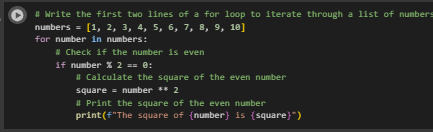 # Write the first two lines of a for loop to iterate through a list of numbers
numbers = [1, 2, 3, 4, 5, 6, 7, 8, 9, 10]
for number in numbers:
    # Check if the number is even
    if number % 2 == 0:
        # Calculate the square of the even number
        square = number ** 2
        # Print the square of the even number
        print(f"The square of {number} is {square}")